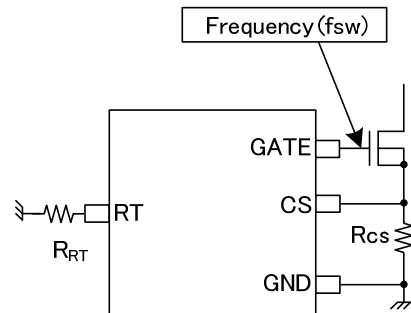 Frequency(fsw)
GATE
RT
CS
RRT
Rcs
GND